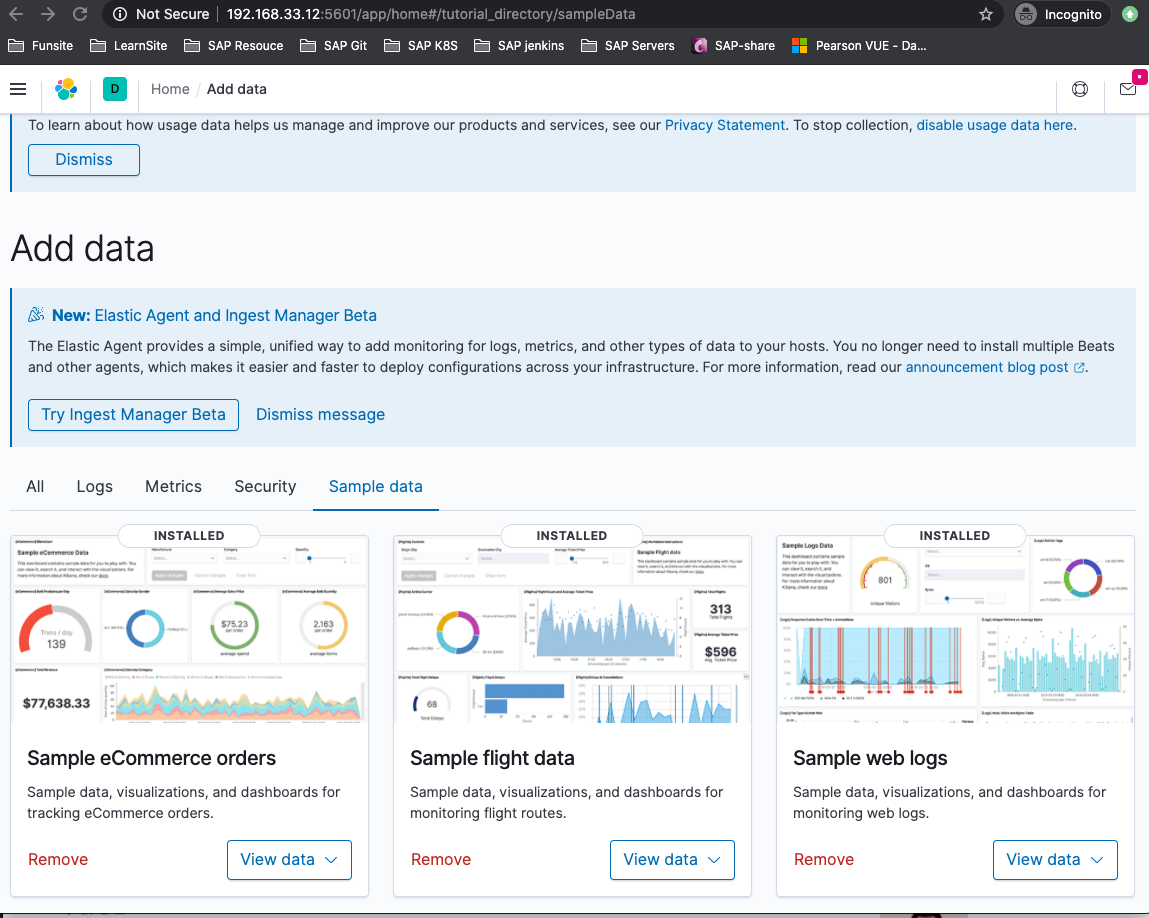 Not Secure 192.168.33.12:5601/app/home#/tutorial_directory/sampleData Incognito
Funsite LearnSite SAP Resouce SAP Git SAP K8S SAP jenkins SAP Servers SAP-share Pearson VUE - Da...
D Home / Add data
To learn about how usage data helps us manage and improve our products and services, see our Privacy Statement. To stop collection, disable usage data here.
Dismiss
Add data
New: Elastic Agent and Ingest Manager Beta
The Elastic Agent provides a simple, unified way to add monitoring for logs, metrics, and other types of data to your hosts. You no longer need to install multiple Beats
and other agents, which makes it easier and faster to deploy configurations across your infrastructure. For more information, read our announcement blog post.
Try Ingest Manager Beta Dismiss message
All Logs Metrics Security Sample data
INSTALLED INSTALLED INSTALLED
Sample eCommerce Data
Sample Flight data
Sample Logs Data
Trxns / day
139
$75.23
per order
average spend
2.163
per order
average items
$77,638.33
313
Total Flights
$596
Avg. Ticket Price
68
Total Delays
801
Unique Visitors
Sample eCommerce orders Sample flight data Sample web logs
Sample data, visualizations, and dashboards for Sample data, visualizations, and dashboards for Sample data, visualizations, and dashboards for
tracking eCommerce orders. monitoring flight routes. monitoring web logs.
Remove View data Remove View data Remove View data